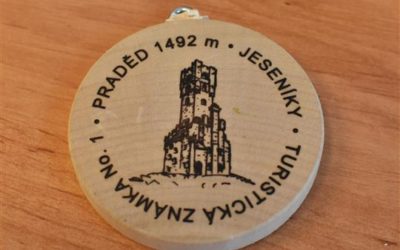 PRADĚD 1492 m • JESENÍKY • TURISTICKÁ ZNÁMKA No. 1 •